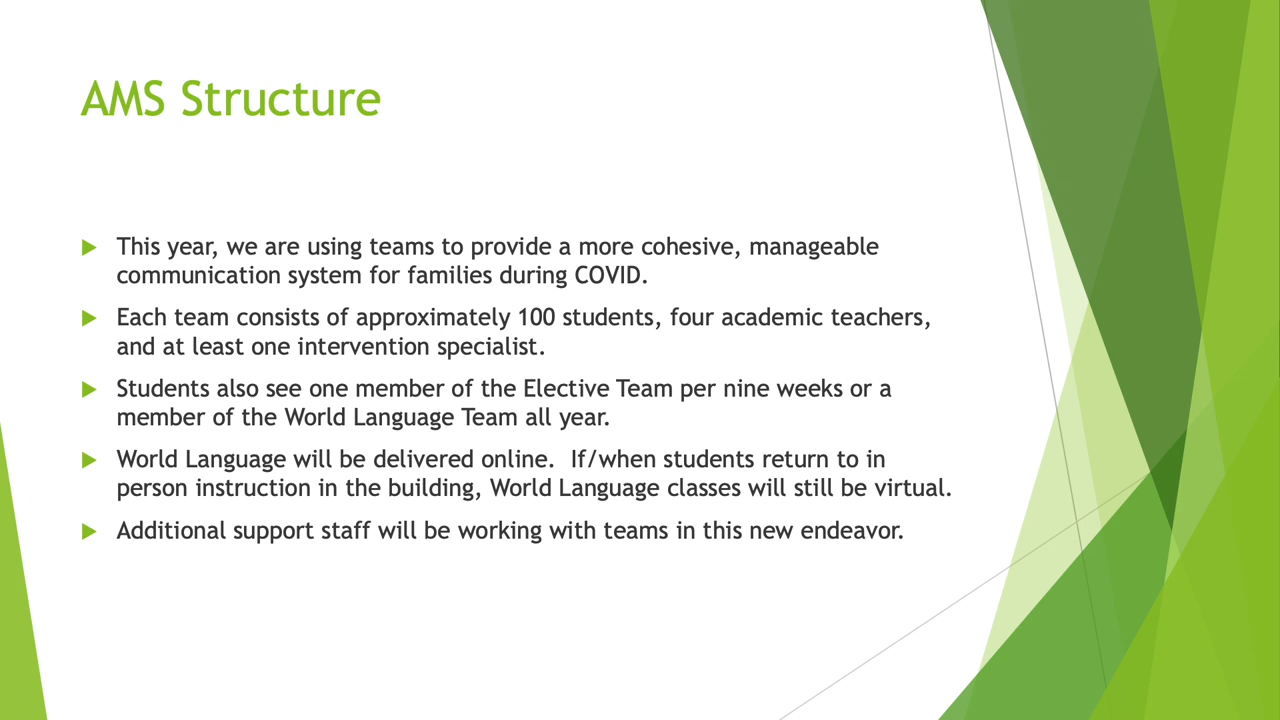 AMS Structure
This year, we are using teams to provide a more cohesive, manageable
communication system for families during COVID.
Each team consists of approximately 100 students, four academic teachers,
and at least one intervention specialist.
Students also see one member of the Elective Team per nine weeks or a
member of the World Language Team all year.
World Language will be delivered online.  If/when students return to in
person instruction in the building, World Language classes will still be virtual.
Additional support staff will be working with teams in this new endeavor.